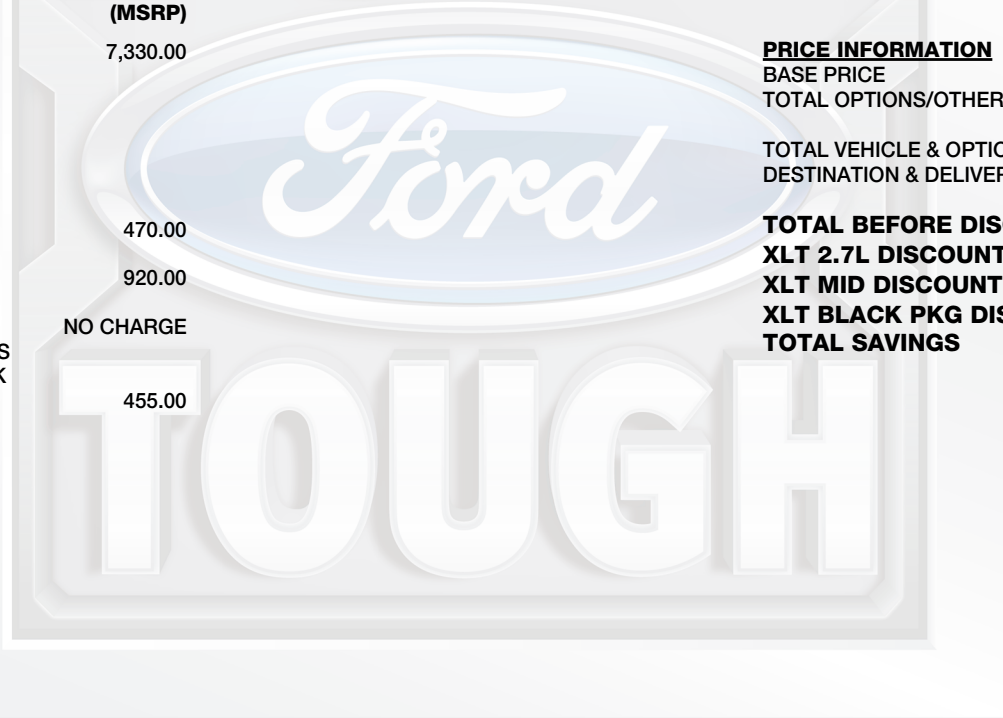 (MSRP)
7,330.00
470.00
920.00
NO CHARGE
S
K
455.00
Ford
TOUGH
PRICE INFORMATION
BASE PRICE
TOTAL OPTIONS/OTHER
TOTAL VEHICLE & OPTIO
DESTINATION & DELIVER
TOTAL BEFORE DISC
XLT 2.7L DISCOUNT
XLT MID DISCOUNT
XLT BLACK PKG DIS
TOTAL SAVINGS